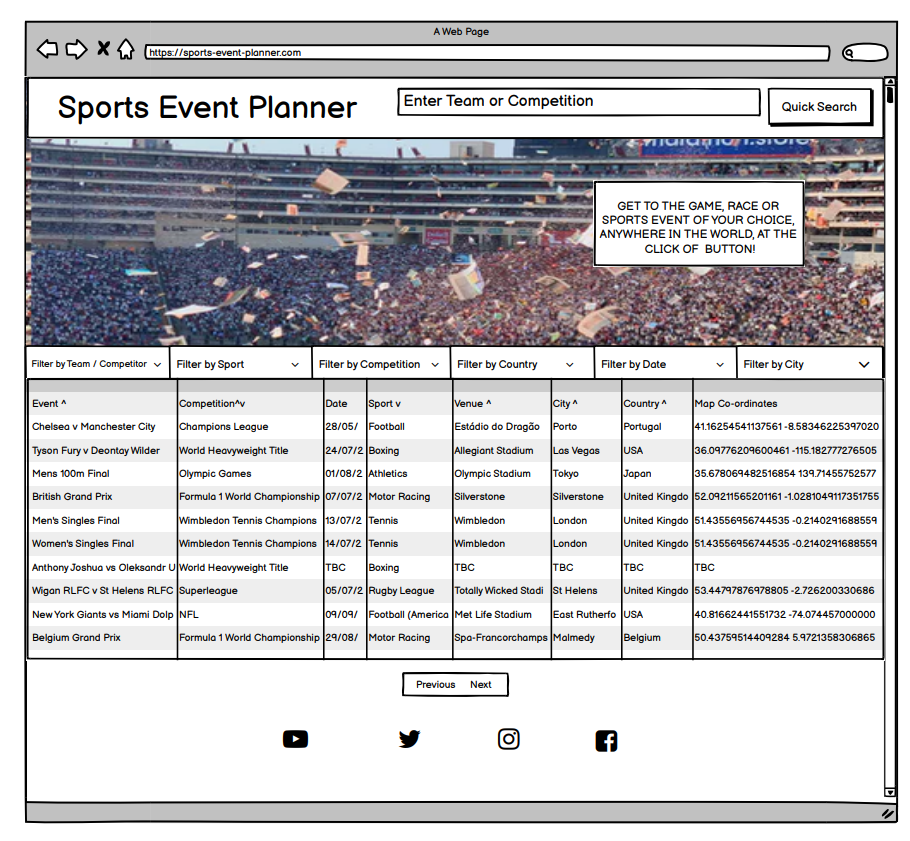 A Web Page
https://sports-event-planner.com
Sports Event Planner
Enter Team or Competition
Quick Search
GET TO THE GAME, RACE OR
SPORTS EVENT OF YOUR CHOICE,
ANYWHERE IN THE WORLD, AT THE
CLICK OF BUTTON!
Filter by Team / Competitor Filter by Sport Filter by Competition Filter by Country Filter by Date Filter by City
Event ^ Competition^v Date Sport v Venue ^ City ^ Country ^ Map Co-ordinates
Chelsea v Manchester City Champions League 28/05/ Football Estádio do Dragão Porto Portugal 41.16254541137561 -8.58346225397020
Tyson Fury v Deontay Wilder World Heavyweight Title 24/07/2 Boxing Allegiant Stadium Las Vegas USA 36.09776209600461 -115.182777276505
Mens 100m Final Olympic Games 01/08/2 Athletics Olympic Stadium Tokyo Japan 35.678069482516854 139.71455752577
British Grand Prix Formula 1 World Championship 07/07/2 Motor Racing Silverstone Silverstone United Kingdo 52.09211565201161 -1.0281049117351755
Men's Singles Final Wimbledon Tennis Champions 13/07/2 Tennis Wimbledon London United Kingdo 51.43556956744535 -0.2140291688559
Women's Singles Final Wimbledon Tennis Champions 14/07/2 Tennis Wimbledon London United Kingdo 51.43556956744535 -0.2140291688559
Anthony Joshua vs Oleksandr U World Heavyweight Title TBC Boxing TBC TBC TBC TBC
Wigan RLFC v St Helens RLFC Superleague 05/07/2 Rugby League Totally Wicked Stadi St Helens United Kingdo 53.44797876978805 -2.726200330686
New York Giants vs Miami Dolp NFL 09/09/ Football (America Met Life Stadium East Rutherfo USA 40.81662441551732 -74.074457000000
Belgium Grand Prix Formula 1 World Championship 29/08/ Motor Racing Spa-Francorchamps Malmedy Belgium 50.43759514409284 5.9721358306865
Previous Next